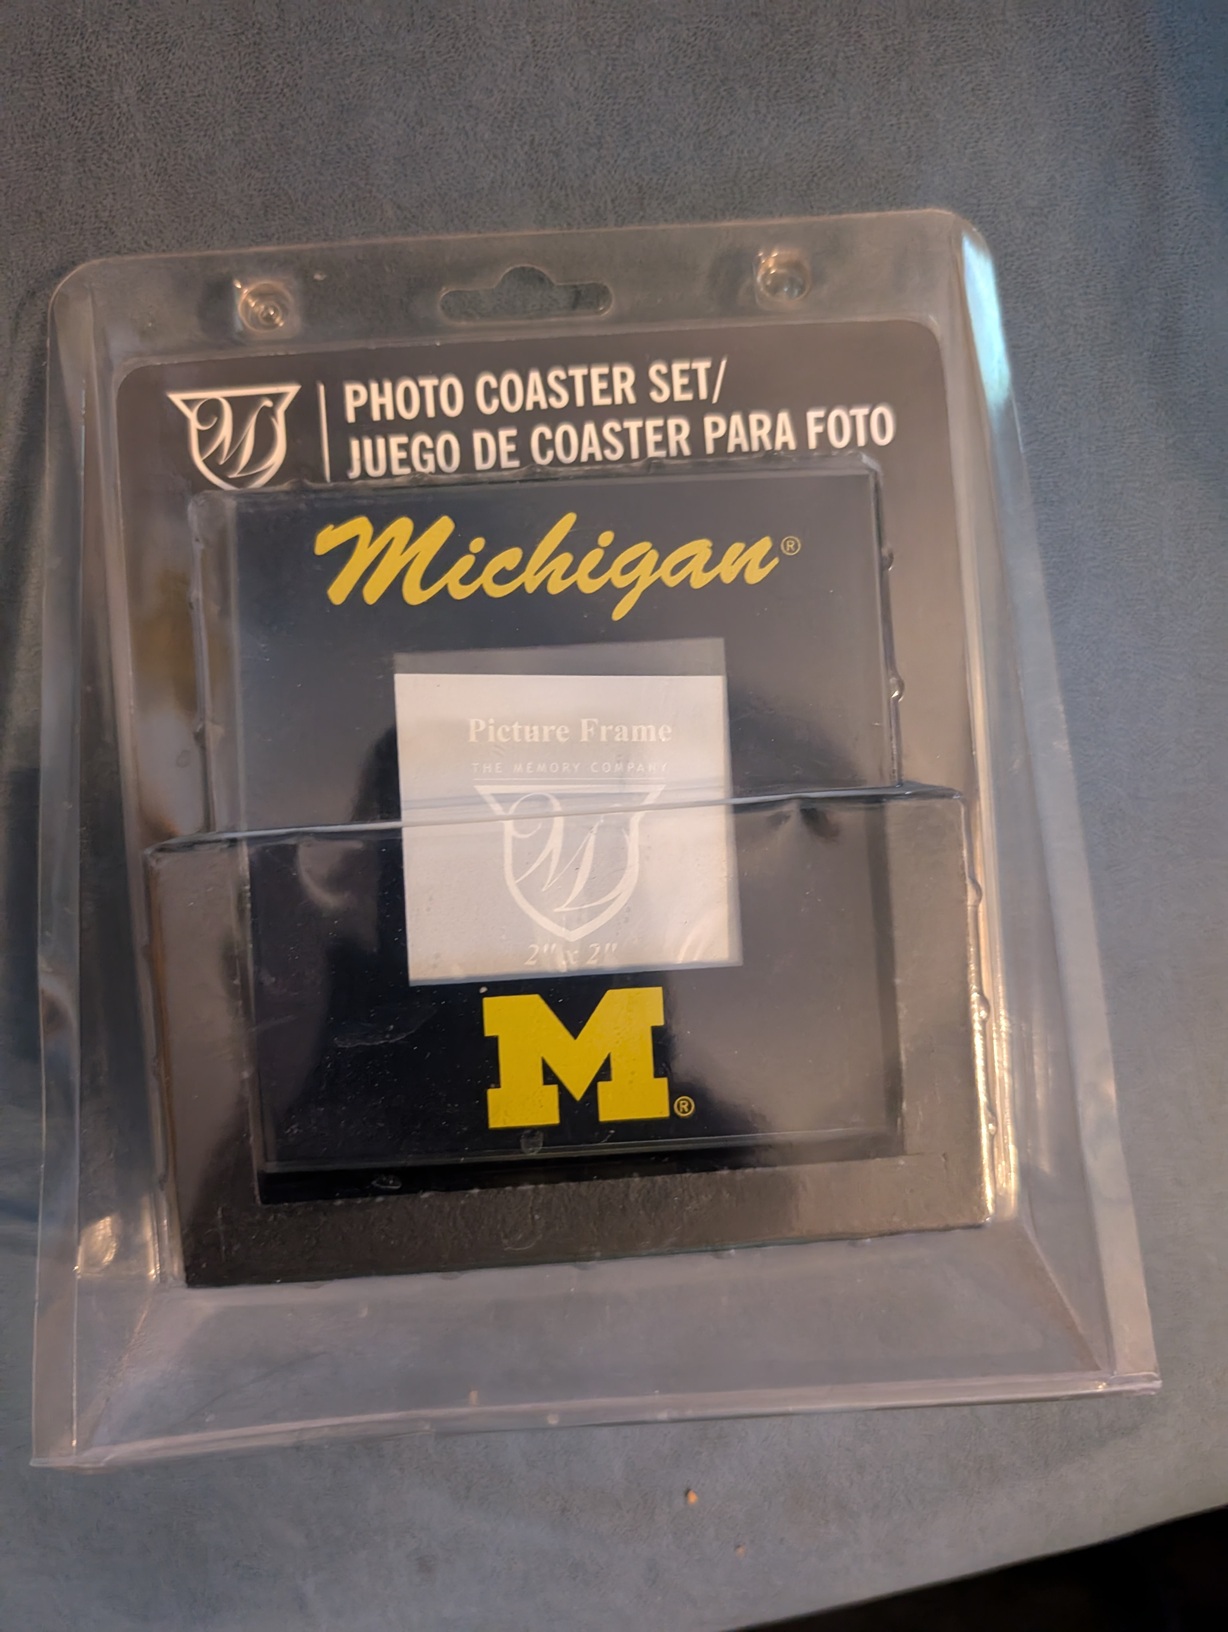 PHOTO COASTER SET/
JUEGO DE COASTER PARA FOTO
Michigan®
Picture Frame
THE MEMORY COMPANY
2" x 2"
M®